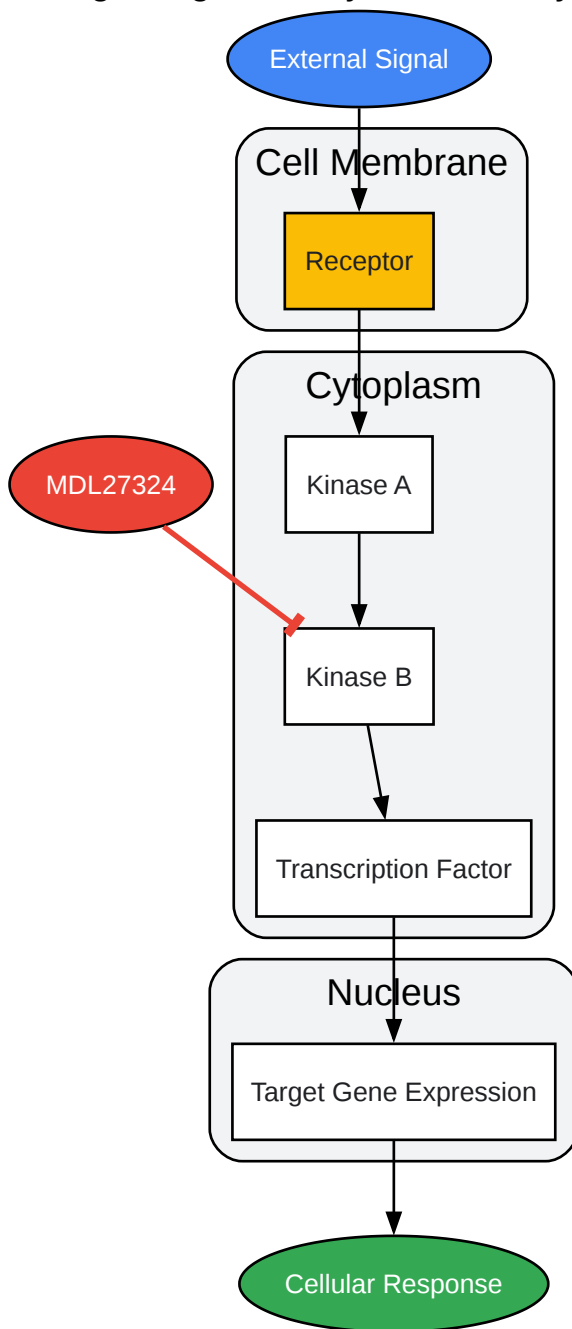 External Signal
Cell Membrane
Receptor
Cytoplasm
MDL27324
Kinase A
Kinase B
Transcription Factor
Nucleus
Target Gene Expression
Cellular Response